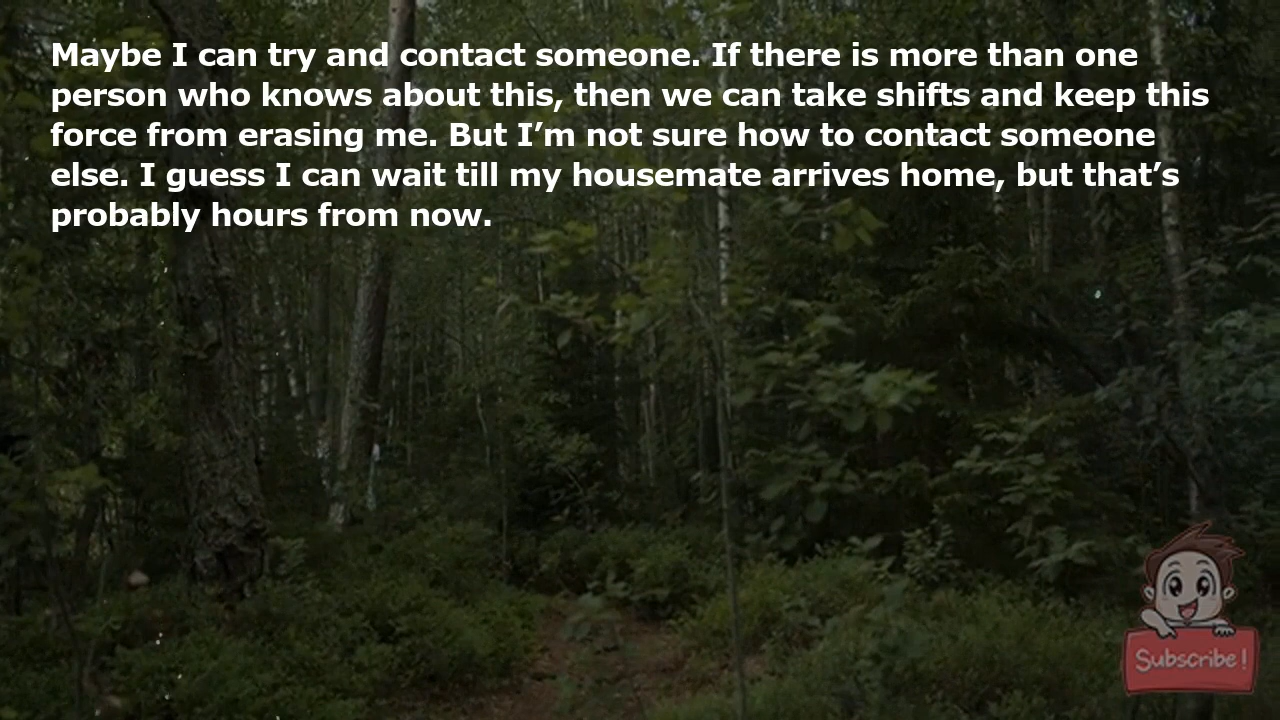 Maybe I can try and contact someone. If there is more than one
person who knows about this, then we can take shifts and keep this
force from erasing me. But I’m not sure how to contact someone
else. I guess I can wait till my housemate arrives home, but that’s
probably hours from now.
Subscribe!